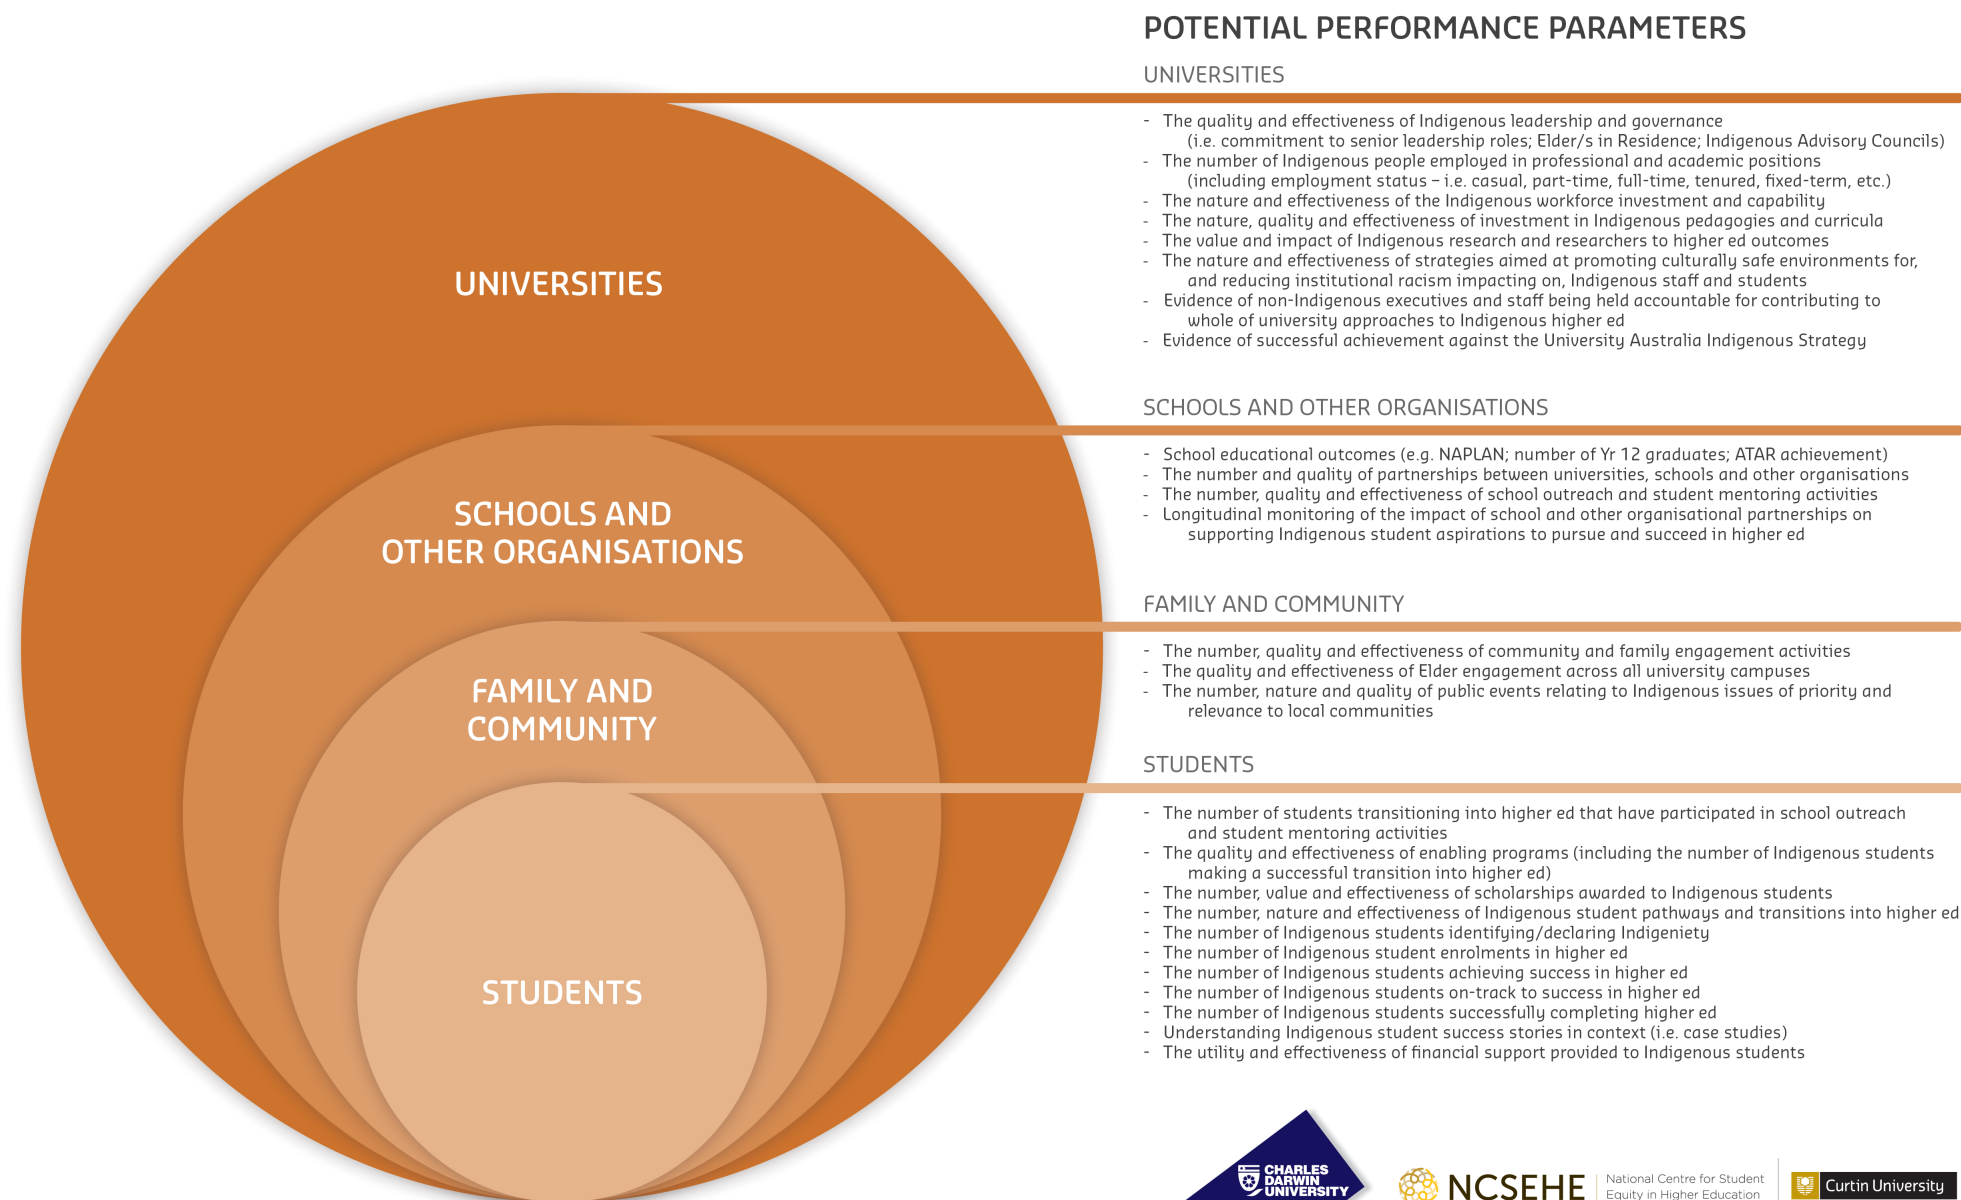 POTENTIAL PERFORMANCE PARAMETERS
UNIVERSITIES
- The quality and effectiveness of Indigenous leadership and governance
(i.e. commitment to senior leadership roles; Elder/s in Residence; Indigenous Advisory Councils)
- The number of Indigenous people employed in professional and academic positions
(including employment status – i.e. casual, part-time, full-time, tenured, fixed-term, etc.)
- The nature and effectiveness of the Indigenous workforce investment and capability
- The nature, quality and effectiveness of investment in Indigenous pedagogies and curricula
- The value and impact of Indigenous research and researchers to higher ed outcomes
- The nature and effectiveness of strategies aimed at promoting culturally safe environments for,
and reducing institutional racism impacting on, Indigenous staff and students
- Evidence of non-Indigenous executives and staff being held accountable for contributing to
whole of university approaches to Indigenous higher ed
- Evidence of successful achievement against the University Australia Indigenous Strategy
SCHOOLS AND OTHER ORGANISATIONS
- School educational outcomes (e.g. NAPLAN; number of Yr 12 graduates; ATAR achievement)
- The number and quality of partnerships between universities, schools and other organisations
- The number, quality and effectiveness of school outreach and student mentoring activities
- Longitudinal monitoring of the impact of school and other organisational partnerships on
supporting Indigenous student aspirations to pursue and succeed in higher ed
FAMILY AND COMMUNITY
- The number, quality and effectiveness of community and family engagement activities
- The quality and effectiveness of Elder engagement across all university campuses
- The number, nature and quality of public events relating to Indigenous issues of priority and
relevance to local communities
STUDENTS
- The number of students transitioning into higher ed that have participated in school outreach
and student mentoring activities
- The quality and effectiveness of enabling programs (including the number of Indigenous students
making a successful transition into higher ed)
- The number, value and effectiveness of scholarships awarded to Indigenous students
- The number, nature and effectiveness of Indigenous student pathways and transitions into higher ed
- The number of Indigenous students identifying/declaring Indigeniety
- The number of Indigenous student enrolments in higher ed
- The number of Indigenous students achieving success in higher ed
- The number of Indigenous students on-track to success in higher ed
- The number of Indigenous students successfully completing higher ed
- Understanding Indigenous student success stories in context (i.e. case studies)
- The utility and effectiveness of financial support provided to Indigenous students
UNIVERSITIES
SCHOOLS AND
OTHER ORGANISATIONS
FAMILY AND
COMMUNITY
STUDENTS
CHARLES
DARWIN
UNIVERSITY
NCSEHE
National Centre for Student
Equity in Higher Education
Curtin University